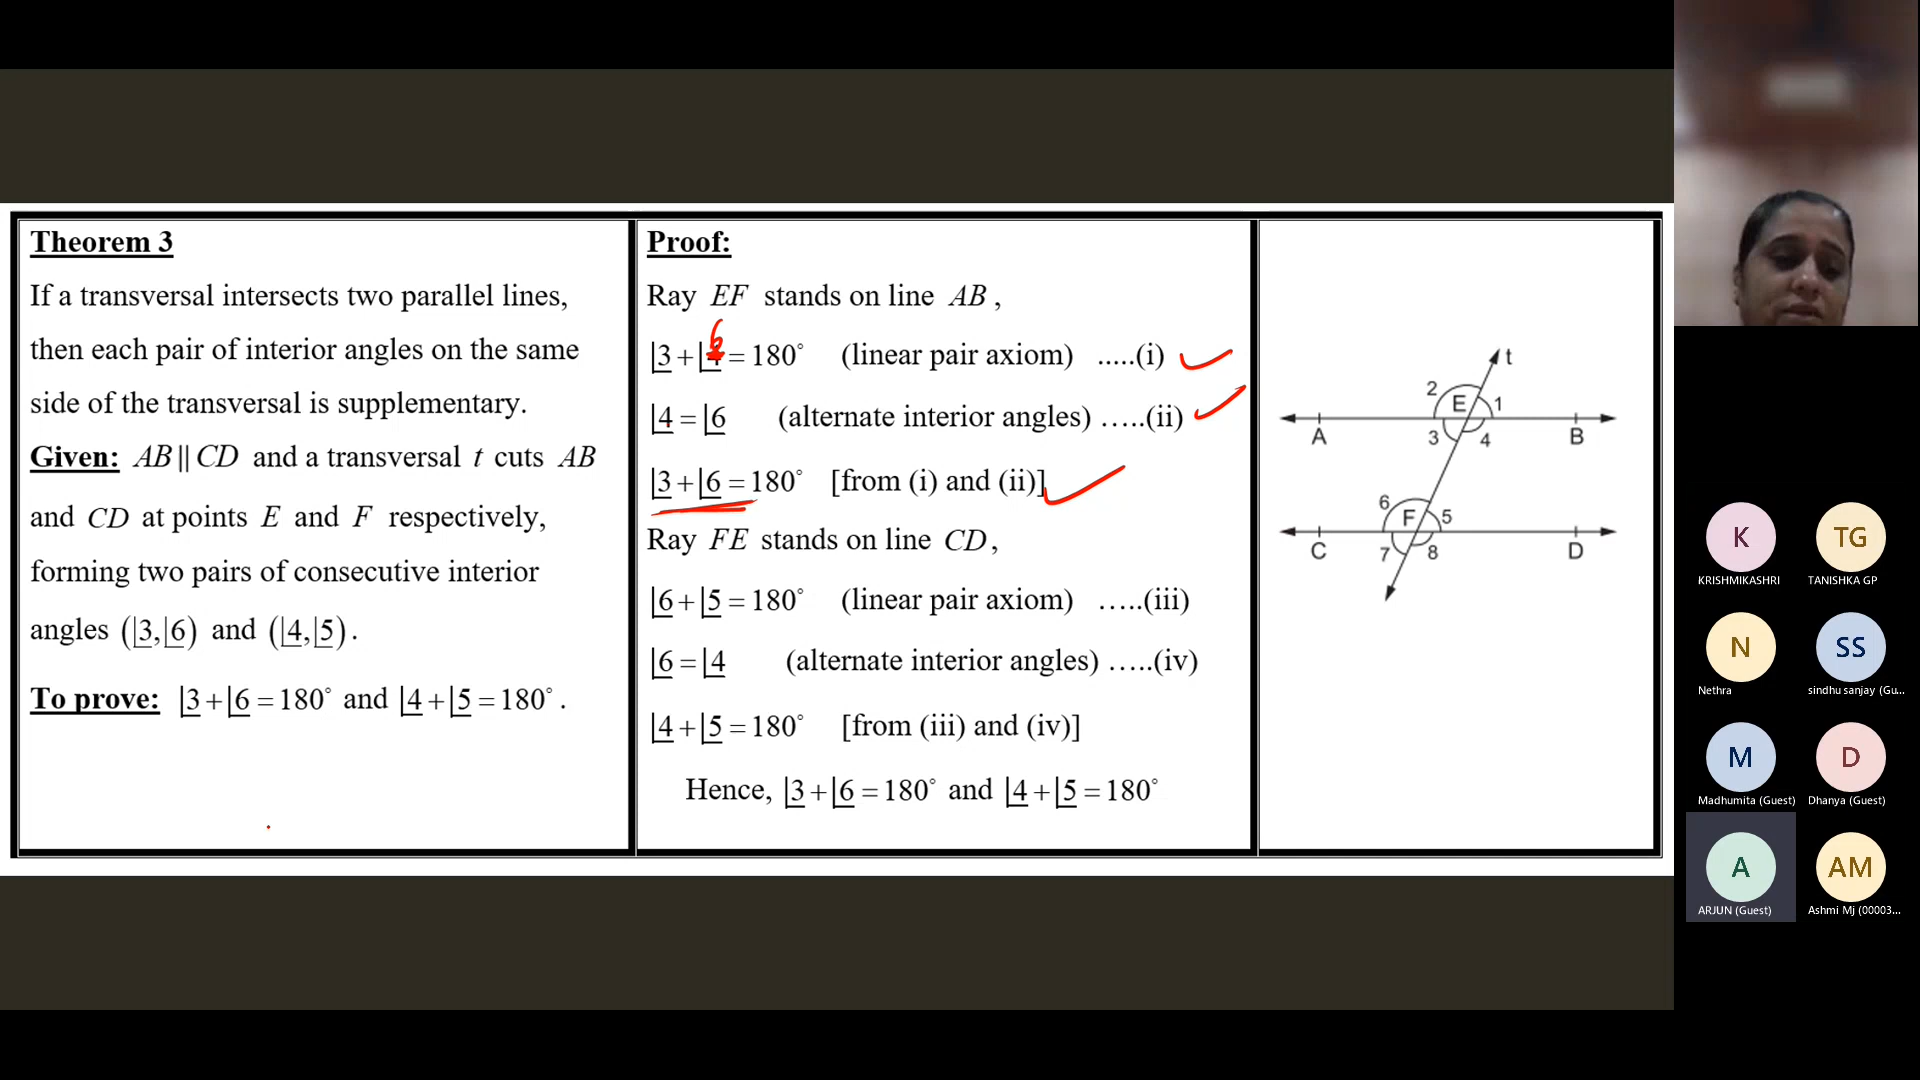 Theorem 3
If a transversal intersects two parallel lines,
then each pair of interior angles on the same
side of the transversal is supplementary.
Given: AB || CD and a transversal t cuts AB
and CD at points E and F respectively,
forming two pairs of consecutive interior
angles (∠3,∠6) and (∠4,∠5).
To prove: ∠3+∠6=180° and ∠4+∠5=180°.
Proof:
Ray EF stands on line AB,
6
∠3+∠4=180° (linear pair axiom) .....(i)
∠4=∠6 (alternate interior angles) .....(ii)
∠3+∠6=180° [from (i) and (ii)]
Ray FE stands on line CD,
∠6+∠5=180° (linear pair axiom) .....(iii)
∠6=∠4 (alternate interior angles) .....(iv)
∠4+∠5=180° [from (iii) and (iv)]
Hence, ∠3+∠6=180° and ∠4+∠5=180°
t
2 E 1
A 3 4 B
6 F 5
C 7 8 D
K TG
KRISHMIKASHRI TANISHKA GP
N SS
Nethra sindhu sanjay (Gu...
M D
Madhumita (Guest) Dhanya (Guest)
A AM
ARJUN (Guest) Ashmi Mj (00003...